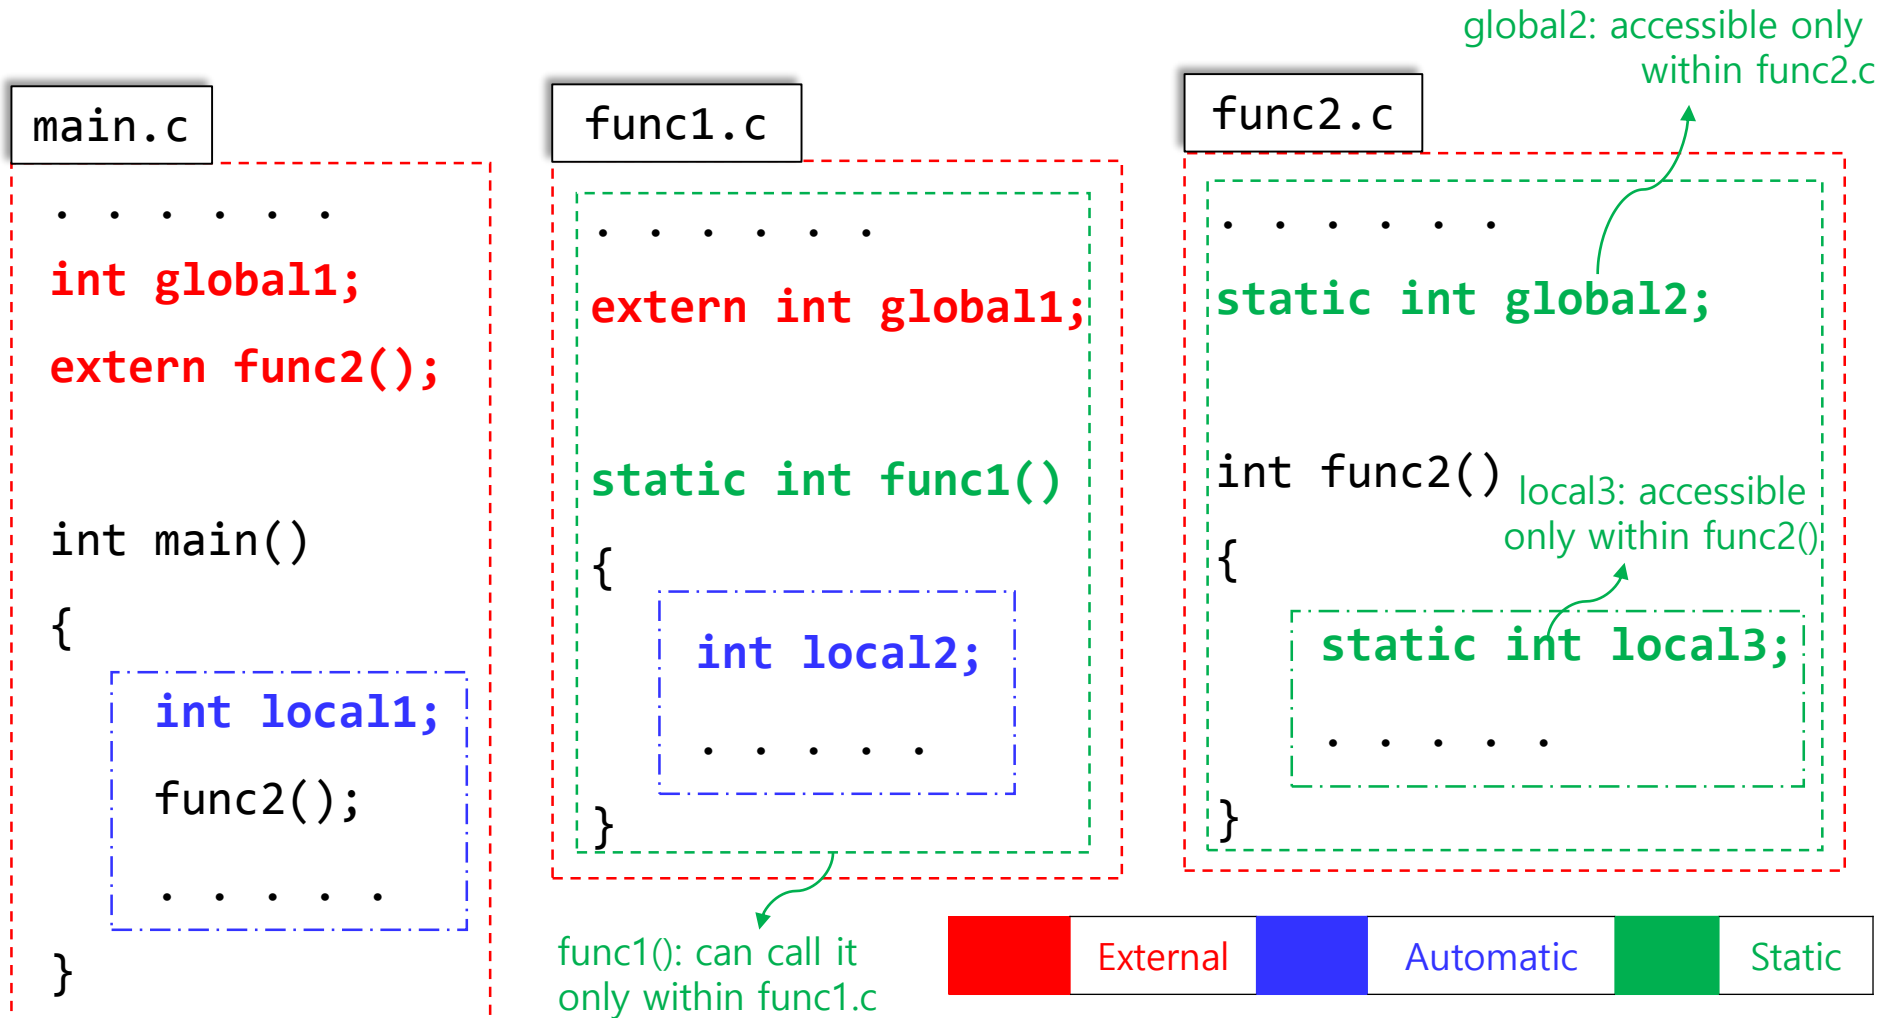 main.c
. . . . . .
int global1;
extern func2();
int main()
{
int local1;
func2();
. . . . .
}
func1.c
. . . . . .
extern int global1;
static int func1()
{
int local2;
. . . . .
}
func1(): can call it
only within func1.c
global2: accessible only
within func2.c
func2.c
. . . . . .
static int global2;
int func2()
local3: accessible
only within func2()
{
static int local3;
. . . . .
}
External Automatic Static